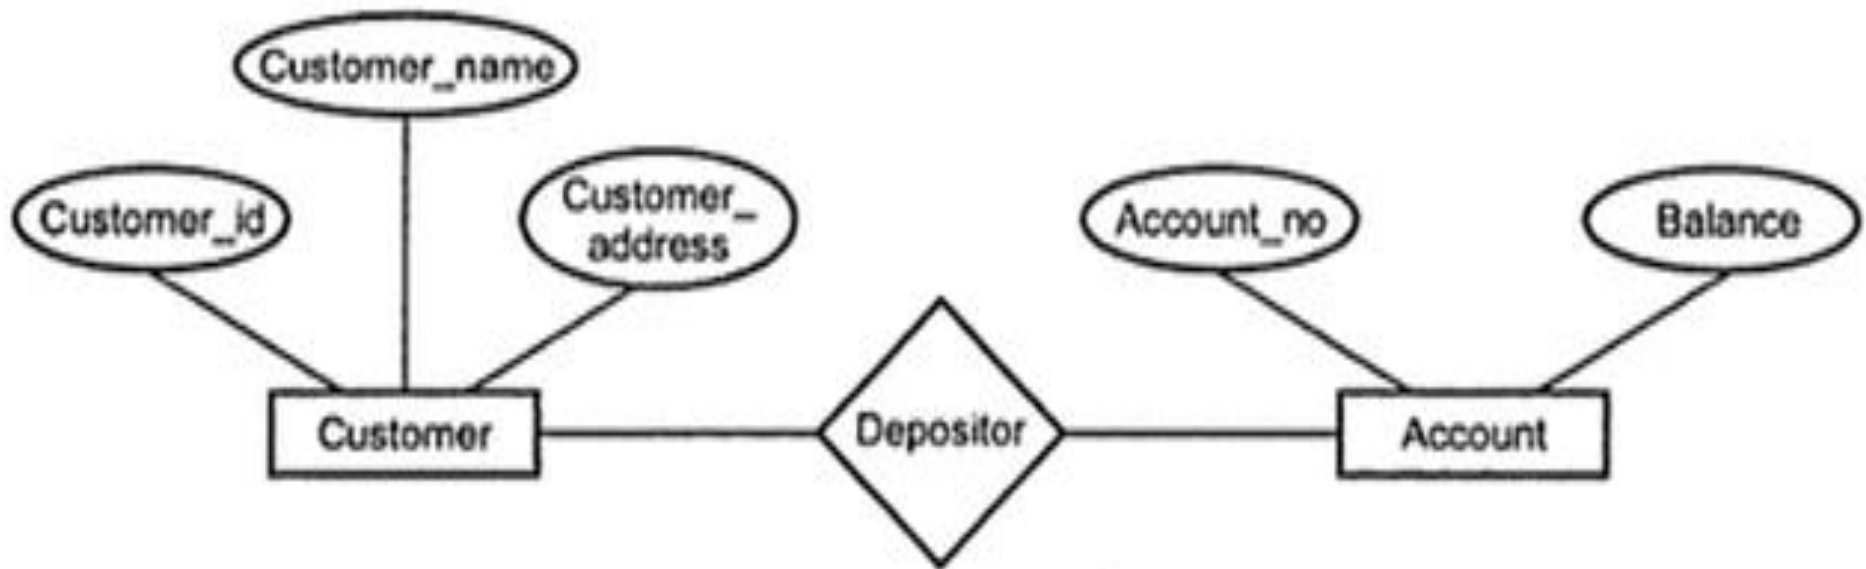 Customer_name
Customer_id
Customer_
address
Account_no
Balance
Customer
Depositor
Account